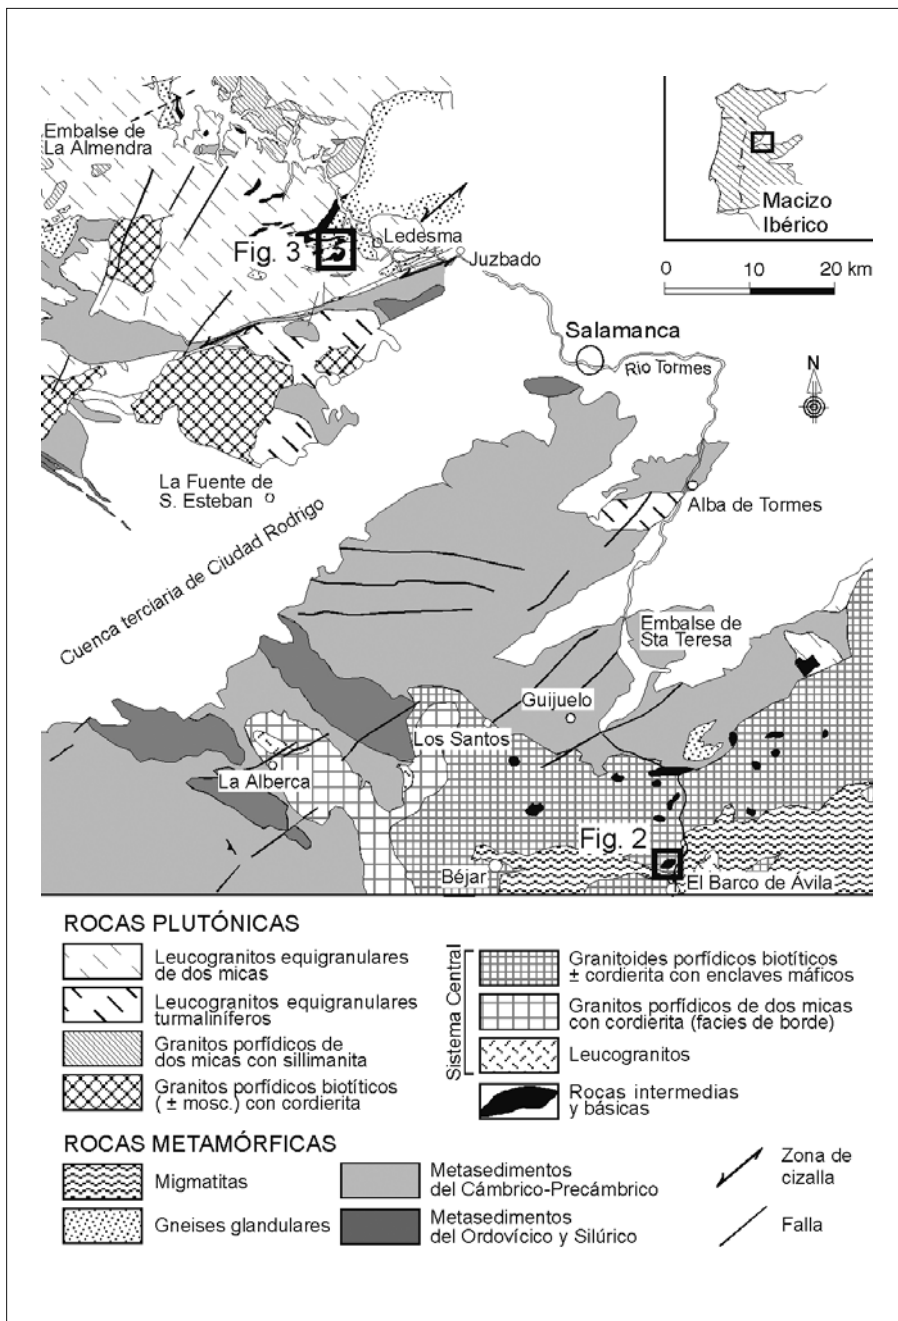 Embalse de
La Almendra
Macizo
Ibérico
Fig. 3
Ledesma
Juzbado
0 10 20 km
Salamanca
Rio Tormes
N
La Fuente de
S. Esteban
Alba de Tormes
Cuenca terciaria de Ciudad Rodrigo
Embalse de
Sta Teresa
Guijuelo
Los Santos
La Alberca
Fig. 2
Béjar
El Barco de Ávila
ROCAS PLUTÓNICAS
Leucogranitos equigranulares
de dos micas
Leucogranitos equigranulares
turmaliníferos
Granitos porfídicos de
dos micas con sillimanita
Granitos porfídicos biotíticos
( ± mosc.) con cordierita
Sistema Central
Granitoides porfídicos biotíticos
± cordierita con enclaves máficos
Granitos porfídicos de dos micas
con cordierita (facies de borde)
Leucogranitos
Rocas intermedias
y básicas
ROCAS METAMÓRFICAS
Migmatitas
Gneises glandulares
Metasedimentos
del Cámbrico-Precámbrico
Metasedimentos
del Ordovícico y Silúrico
Zona de
cizalla
Falla